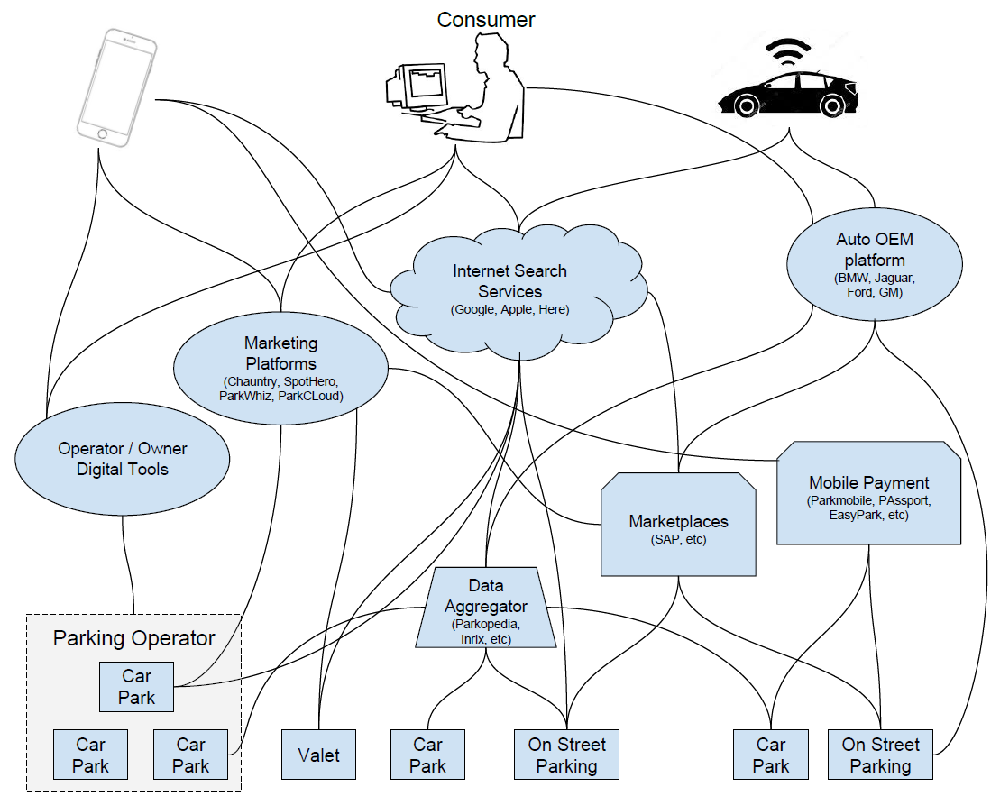 Consumer
Internet Search
Services
(Google, Apple, Here)
Auto OEM
platform
(BMW, Jaguar,
Ford, GM)
Marketing
Platforms
(Chauntry, SpotHero,
ParkWhiz, ParkCLoud)
Operator / Owner
Digital Tools
Mobile Payment
(Parkmobile, PAssport,
EasyPark, etc)
Marketplaces
(SAP, etc)
Data
Aggregator
(Parkopedia,
Inrix, etc)
Parking Operator
Car
Park
Car
Park
Car
Park
Valet
Car
Park
On Street
Parking
Car
Park
On Street
Parking